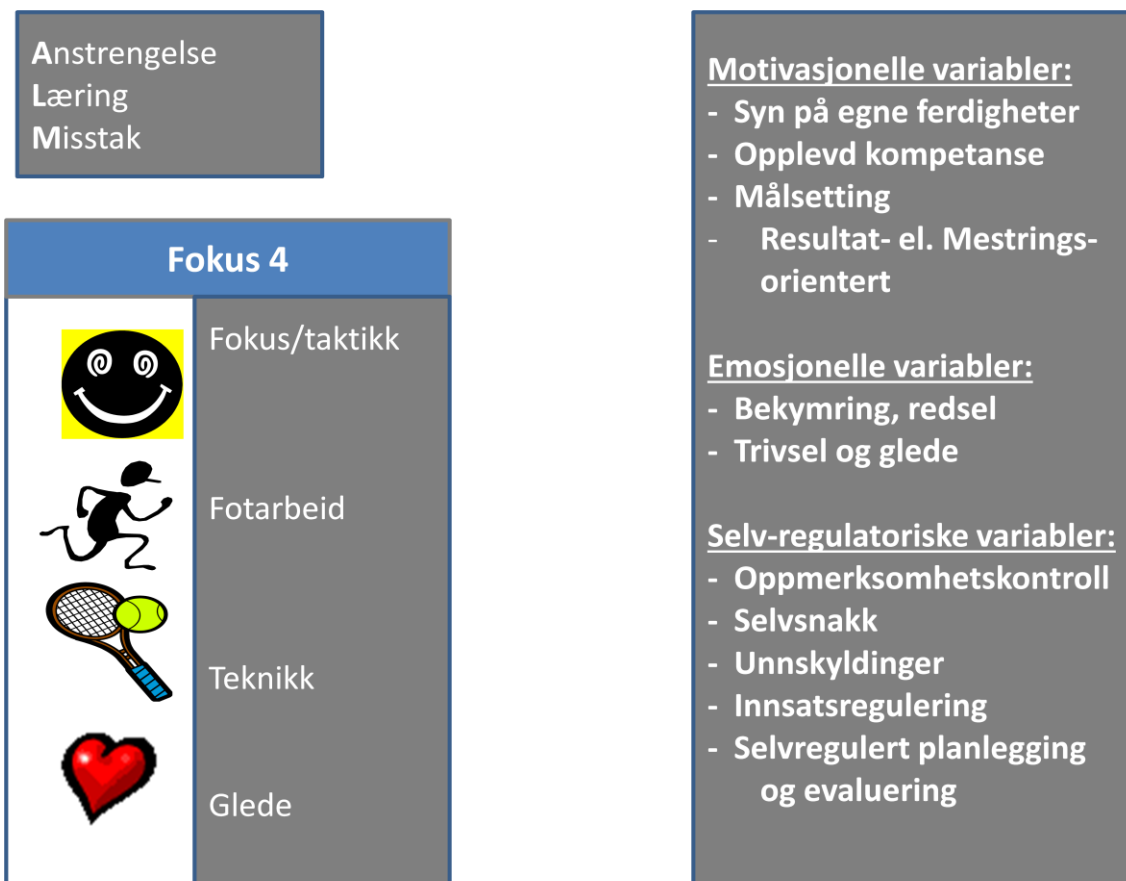 Anstrengelse
Læring
Misstak
Fokus 4
Fokus/taktikk
Fotarbeid
Teknikk
Glede
Motivasjonelle variabler:
- Syn på egne ferdigheter
- Opplevd kompetanse
- Målsetting
- Resultat- el. Mestrings-
orientert
Emosjonelle variabler:
- Bekymring, redsel
- Trivsel og glede
Selv-regulatoriske variabler:
- Oppmerksomhetskontroll
- Selvsnakk
- Unnskyldinger
- Innsatsregulering
- Selvregulert planlegging
og evaluering